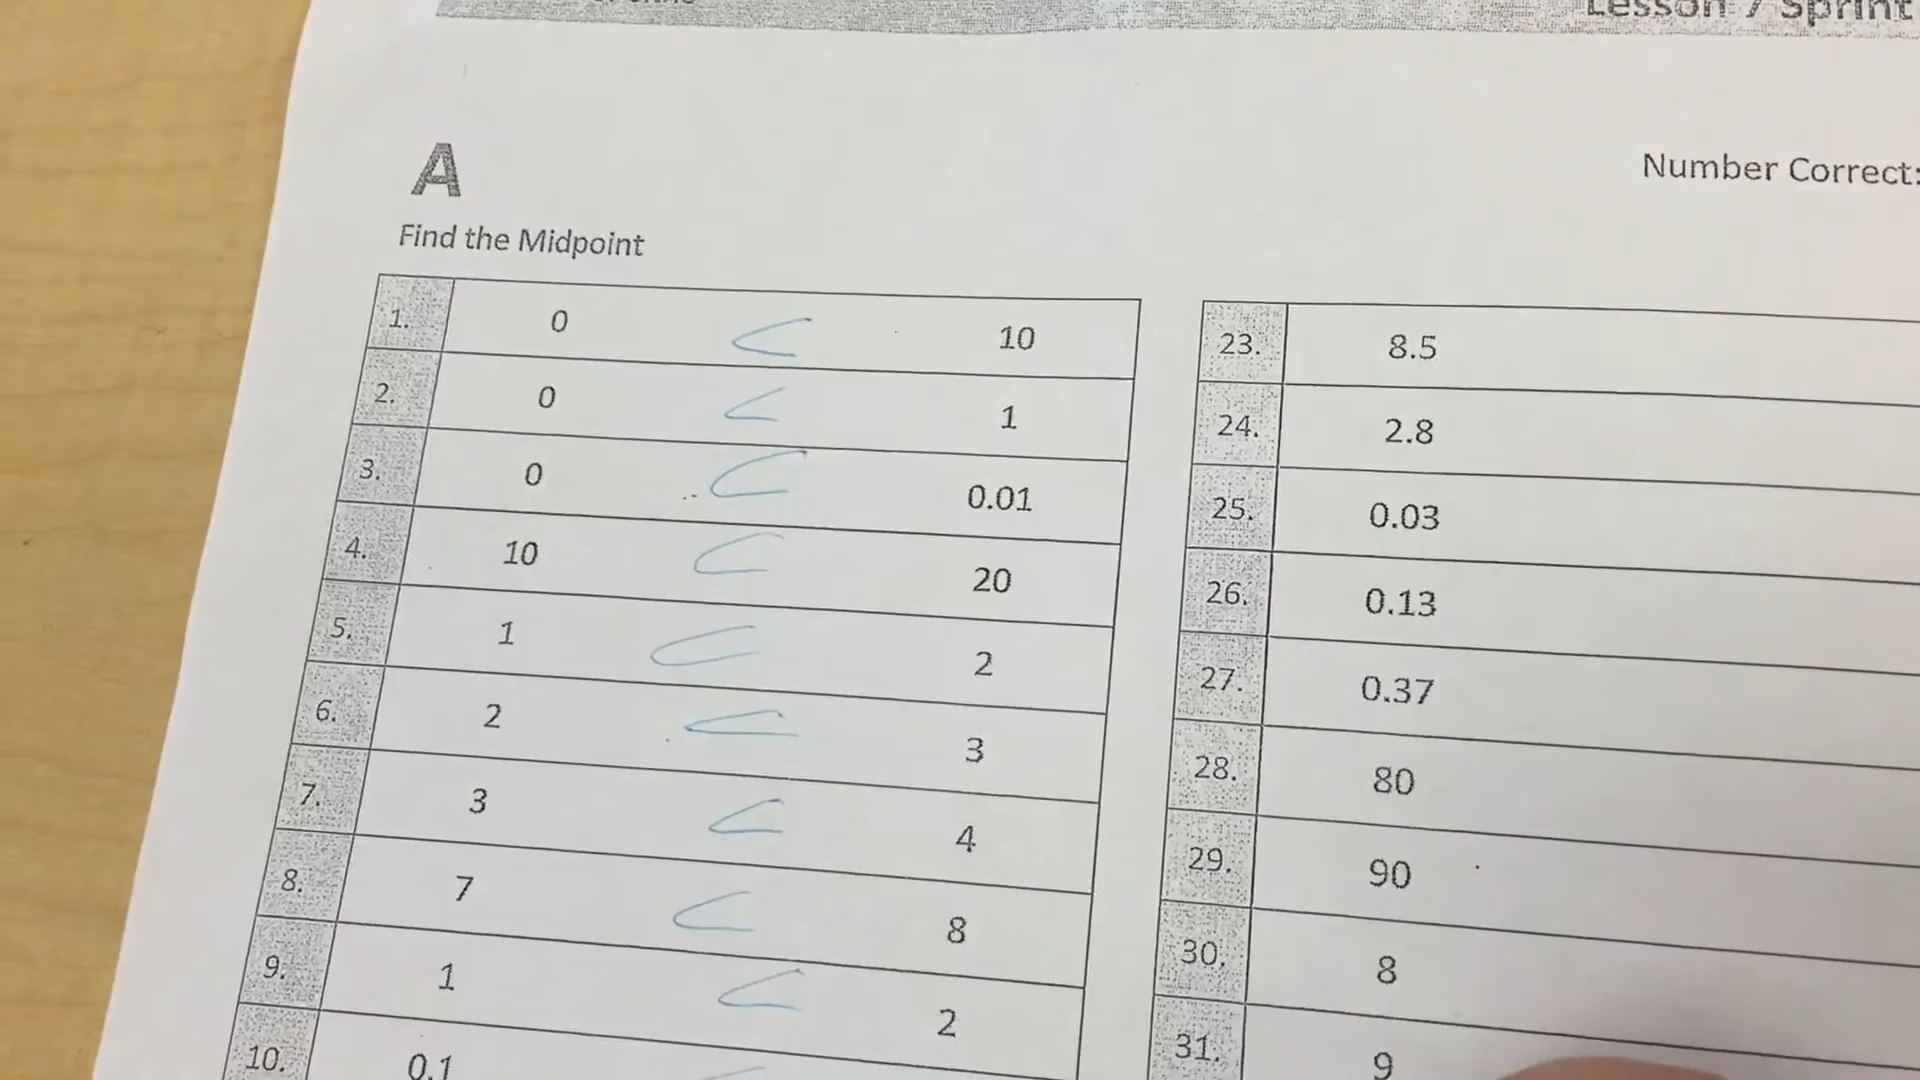 Lesson 7 Sprint
A
Number Correct:
Find the Midpoint
1. 0 < 10
2. 0 < 1
3. 0 < 0.01
4. 10 < 20
5. 1 < 2
6. 2 < 3
7. 3 < 4
8. 7 < 8
9. 1 < 2
10. 0.1
23. 8.5
24. 2.8
25. 0.03
26. 0.13
27. 0.37
28. 80
29. 90
30. 8
31. 9